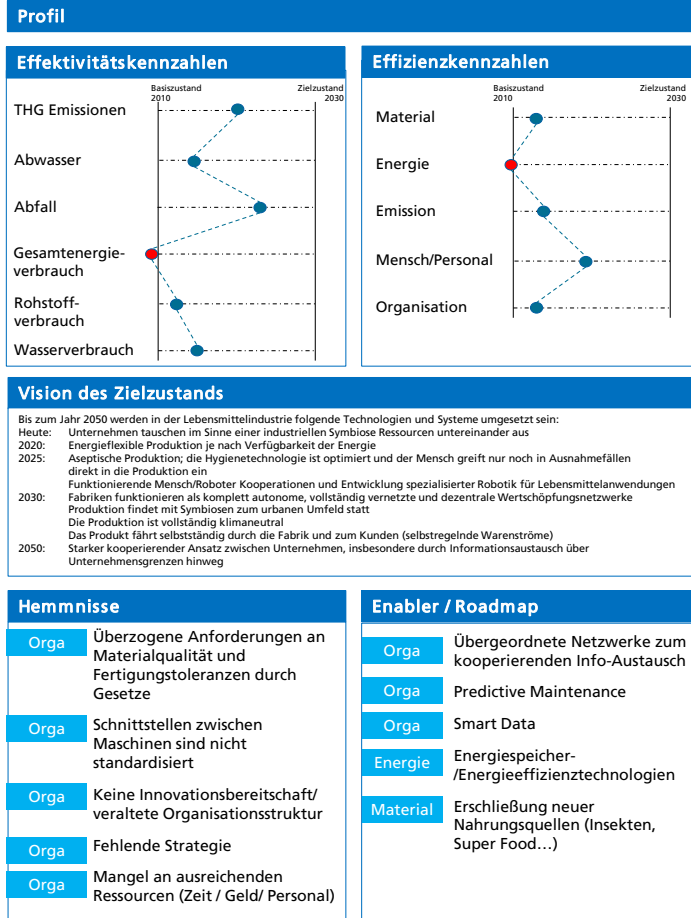 Profil
Effektivitätskennzahlen
Basiszustand
2010
Zielzustand
2030
THG Emissionen
Abwasser
Abfall
Gesamtenergie-
verbrauch
Rohstoff-
verbrauch
Wasserverbrauch
Effizienzkennzahlen
Basiszustand
2010
Zielzustand
2030
Material
Energie
Emission
Mensch/Personal
Organisation
Vision des Zielzustands
Bis zum Jahr 2050 werden in der Lebensmittelindustrie folgende Technologien und Systeme umgesetzt sein:
Heute: Unternehmen tauschen im Sinne einer industriellen Symbiose Ressourcen untereinander aus
2020: Energieflexible Produktion je nach Verfügbarkeit der Energie
2025: Aseptische Produktion; die Hygienetechnologie ist optimiert und der Mensch greift nur noch in Ausnahmefällen
direkt in die Produktion ein
Funktionierende Mensch/Roboter Kooperationen und Entwicklung spezialisierter Robotik für Lebensmittelanwendungen
2030: Fabriken funktionieren als komplett autonome, vollständig vernetzte und dezentrale Wertschöpfungsnetzwerke
Produktion findet mit Symbiosen zum urbanen Umfeld statt
Die Produktion ist vollständig klimaneutral
Das Produkt fährt selbstständig durch die Fabrik und zum Kunden (selbstregelnde Warenströme)
2050: Starker kooperierender Ansatz zwischen Unternehmen, insbesondere durch Informationsaustausch über
Unternehmensgrenzen hinweg
Hemmnisse
Orga Überzogene Anforderungen an
Materialqualität und
Fertigungstoleranzen durch
Gesetze
Orga Schnittstellen zwischen
Maschinen sind nicht
standardisiert
Orga Keine Innovationsbereitschaft/
veraltete Organisationsstruktur
Orga Fehlende Strategie
Orga Mangel an ausreichenden
Ressourcen (Zeit / Geld/ Personal)
Enabler / Roadmap
Orga Übergeordnete Netzwerke zum
kooperierenden Info-Austausch
Orga Predictive Maintenance
Orga Smart Data
Energie Energiespeicher-
/Energieeffizienztechnologien
Material Erschließung neuer
Nahrungsquellen (Insekten,
Super Food…)